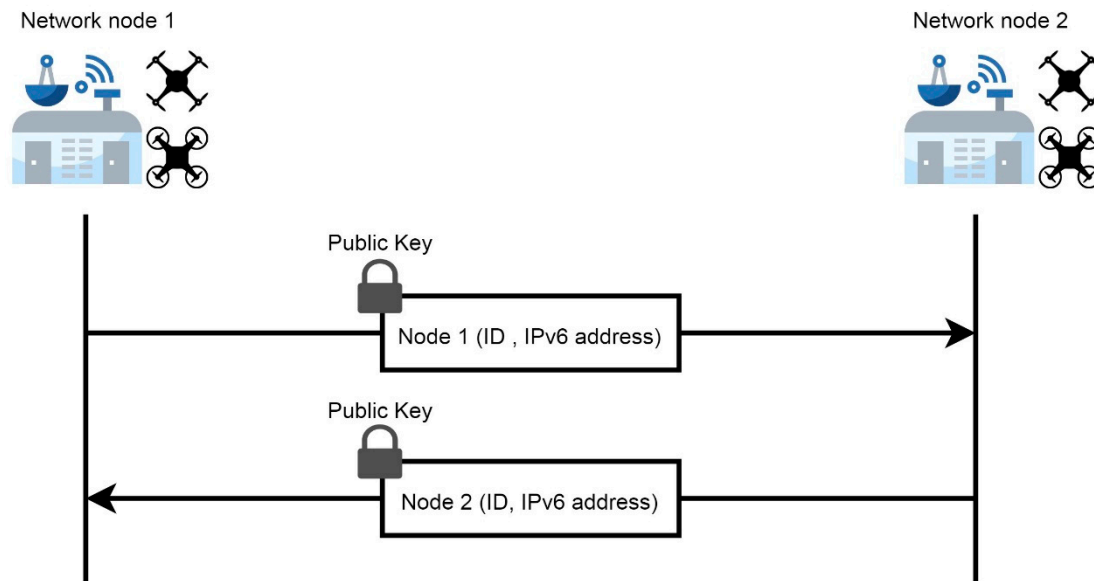 Network node 1
Network node 2
Public Key
Node 1 (ID , IPv6 address)
Public Key
Node 2 (ID, IPv6 address)